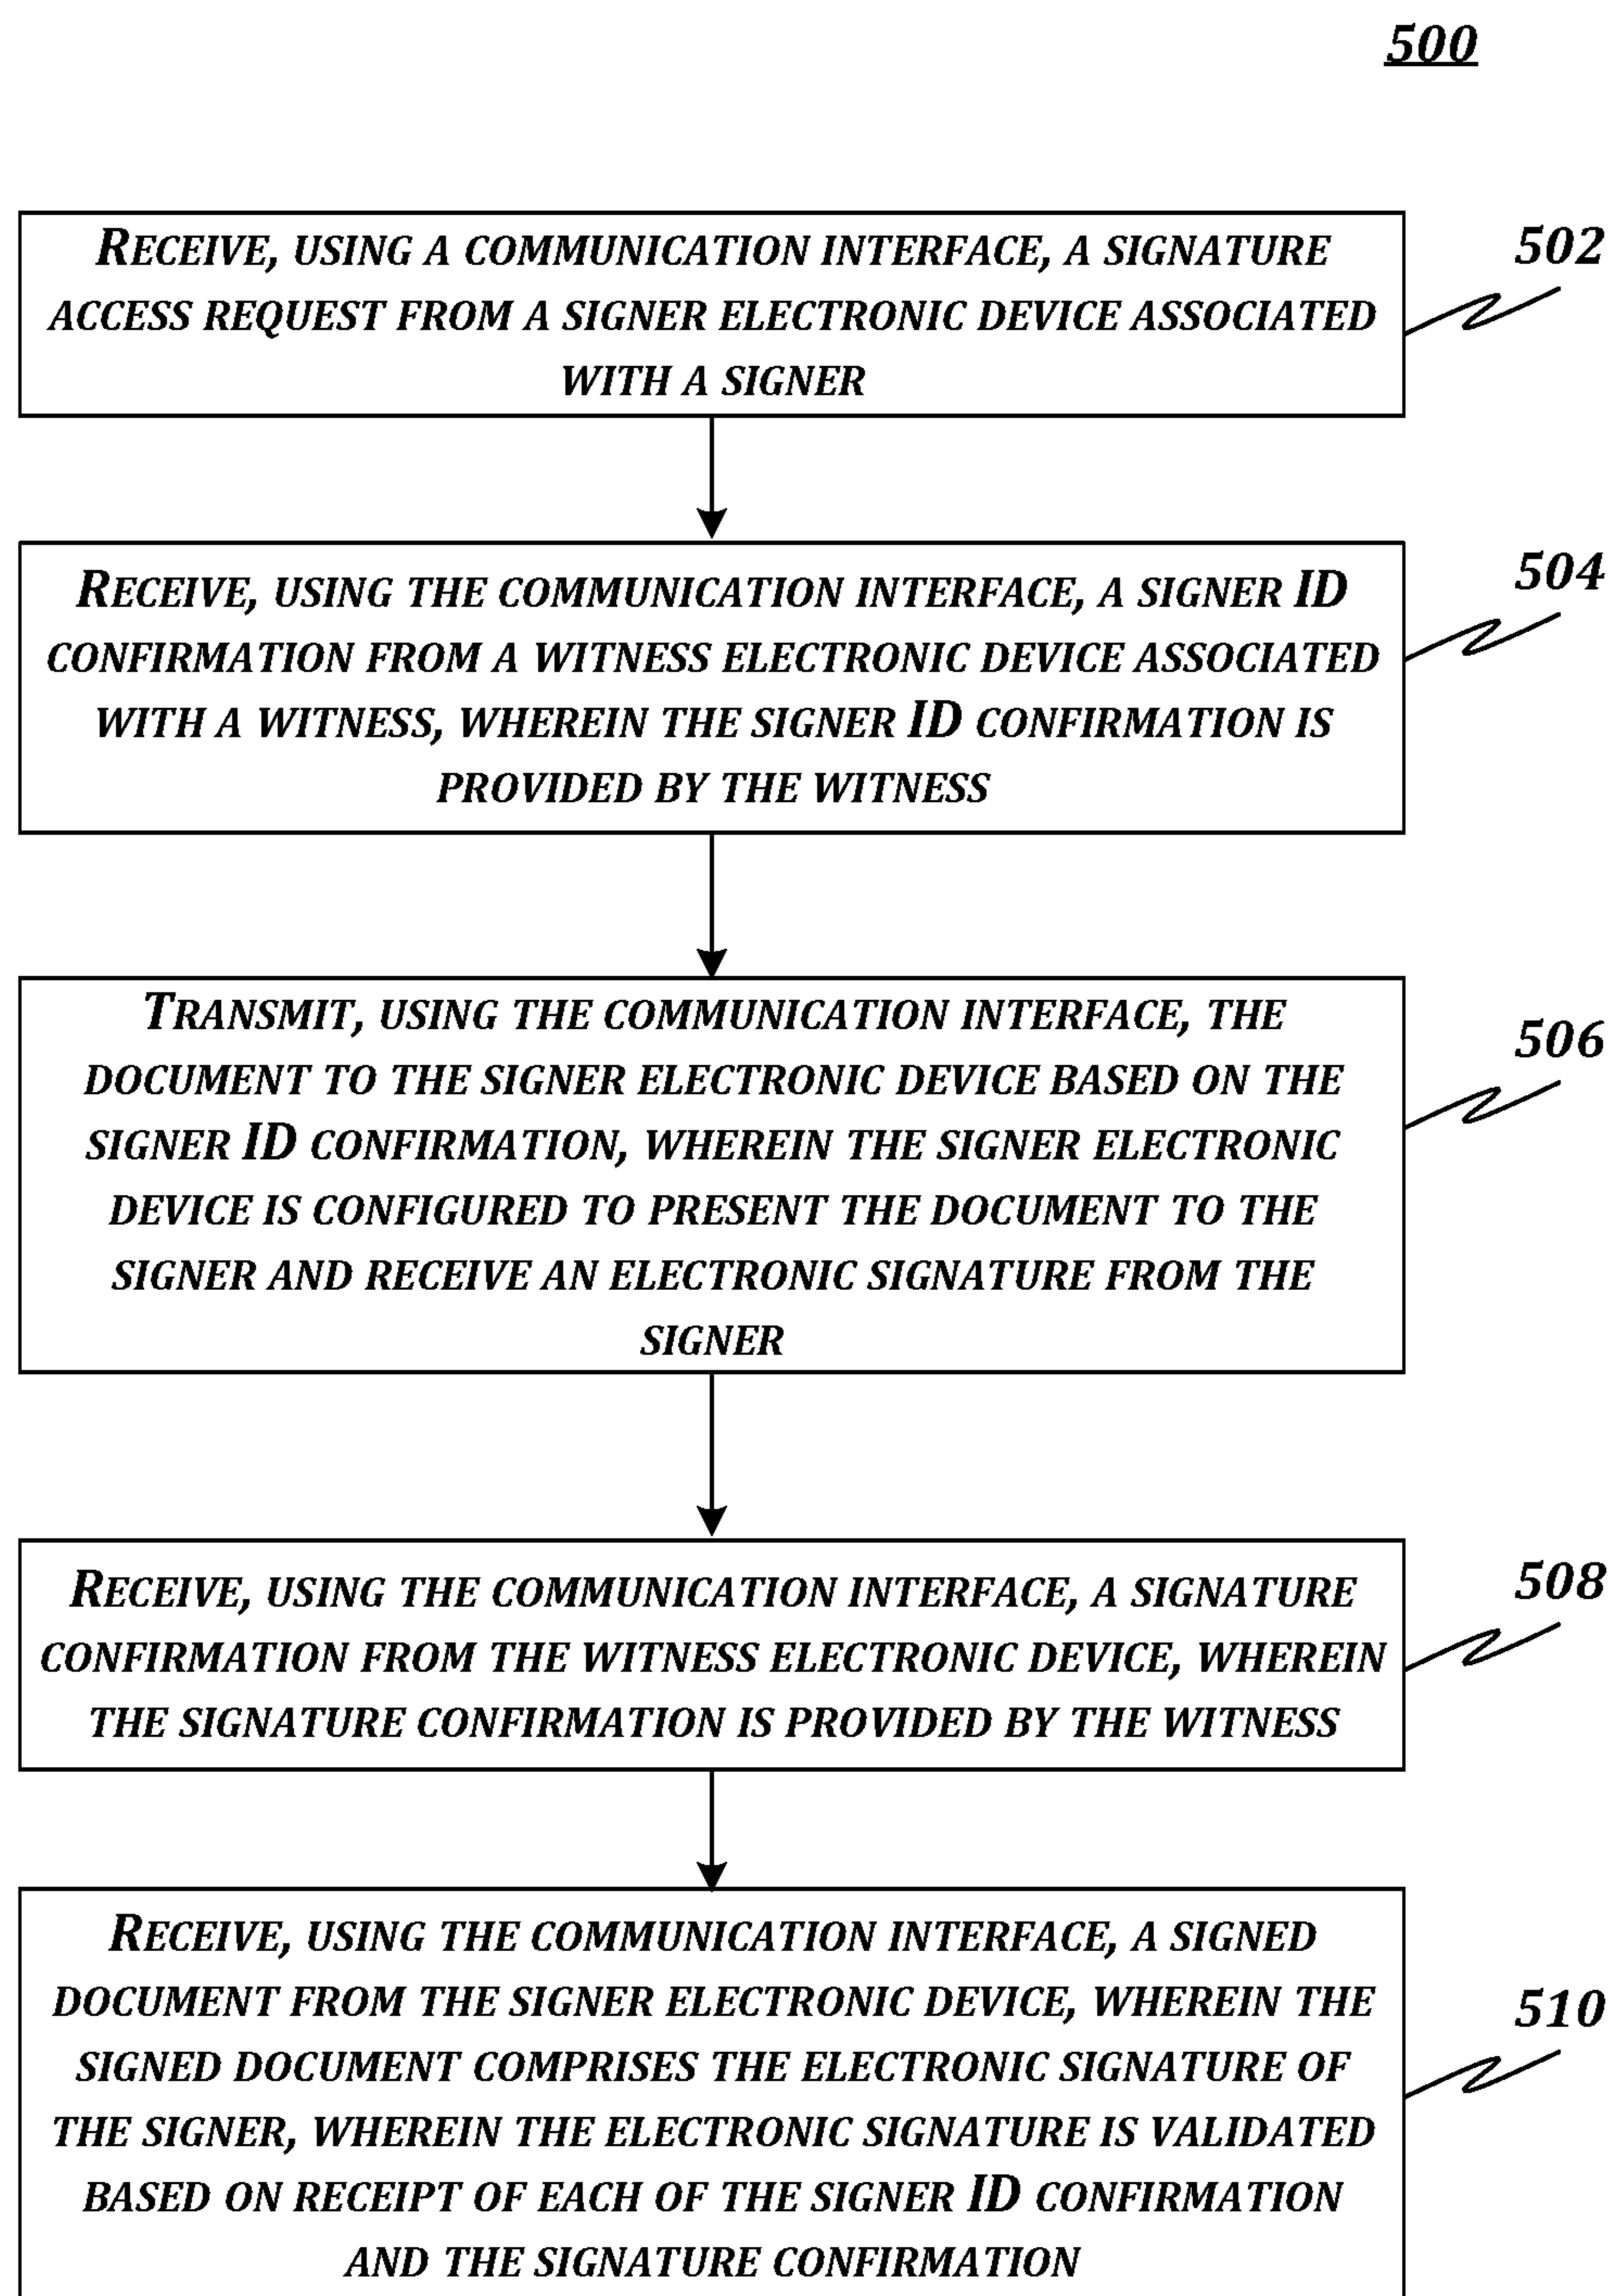 500
RECEIVE, USING A COMMUNICATION INTERFACE, A SIGNATURE
ACCESS REQUEST FROM A SIGNER ELECTRONIC DEVICE ASSOCIATED
WITH A SIGNER
502
RECEIVE, USING THE COMMUNICATION INTERFACE, A SIGNER ID
CONFIRMATION FROM A WITNESS ELECTRONIC DEVICE ASSOCIATED
WITH A WITNESS, WHEREIN THE SIGNER ID CONFIRMATION IS
PROVIDED BY THE WITNESS
504
TRANSMIT, USING THE COMMUNICATION INTERFACE, THE
DOCUMENT TO THE SIGNER ELECTRONIC DEVICE BASED ON THE
SIGNER ID CONFIRMATION, WHEREIN THE SIGNER ELECTRONIC
DEVICE IS CONFIGURED TO PRESENT THE DOCUMENT TO THE
SIGNER AND RECEIVE AN ELECTRONIC SIGNATURE FROM THE
SIGNER
506
RECEIVE, USING THE COMMUNICATION INTERFACE, A SIGNATURE
CONFIRMATION FROM THE WITNESS ELECTRONIC DEVICE, WHEREIN
THE SIGNATURE CONFIRMATION IS PROVIDED BY THE WITNESS
508
RECEIVE, USING THE COMMUNICATION INTERFACE, A SIGNED
DOCUMENT FROM THE SIGNER ELECTRONIC DEVICE, WHEREIN THE
SIGNED DOCUMENT COMPRISES THE ELECTRONIC SIGNATURE OF
THE SIGNER, WHEREIN THE ELECTRONIC SIGNATURE IS VALIDATED
BASED ON RECEIPT OF EACH OF THE SIGNER ID CONFIRMATION
AND THE SIGNATURE CONFIRMATION
510